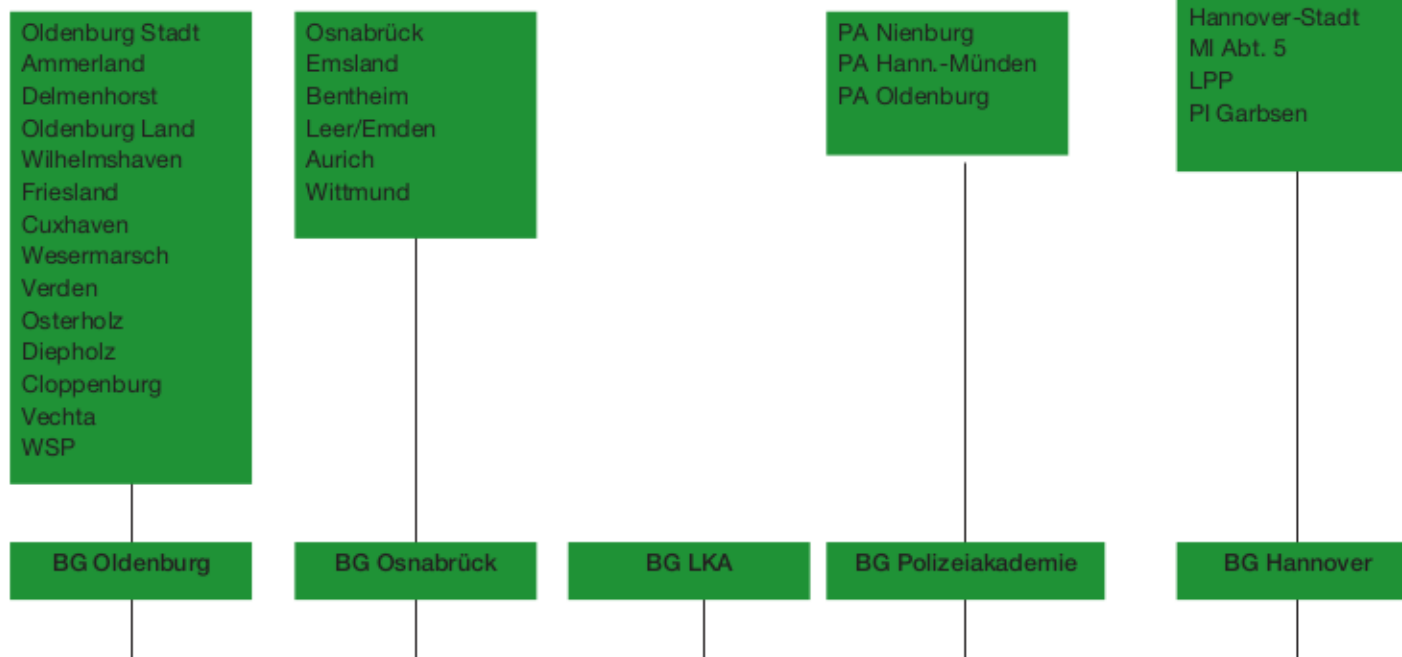 Oldenburg Stadt
Ammerland
Delmenhorst
Oldenburg Land
Wilhelmshaven
Friesland
Cuxhaven
Wesermarsch
Verden
Osterholz
Diepholz
Cloppenburg
Vechta
WSP
Osnabrück
Emsland
Bentheim
Leer/Emden
Aurich
Wittmund
PA Nienburg
PA Hann.-Münden
PA Oldenburg
Hannover-Stadt
MI Abt. 5
LPP
PI Garbsen
BG Oldenburg
BG Osnabrück
BG LKA
BG Polizeiakademie
BG Hannover